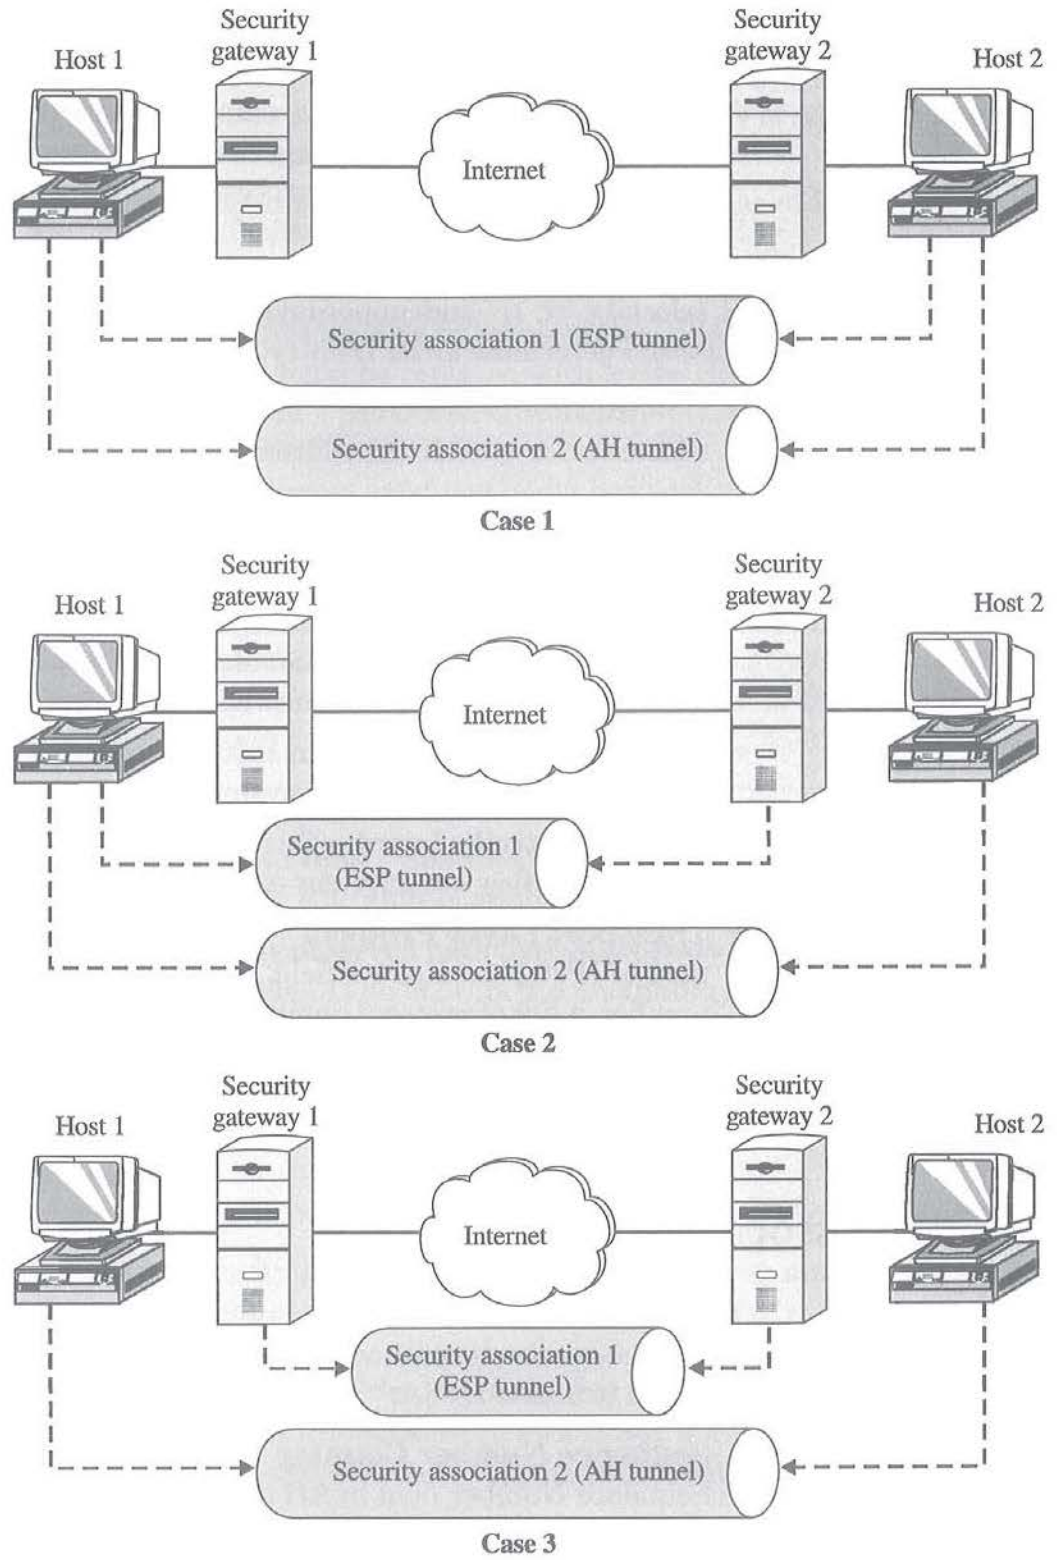 Host 1
Security
gateway 1
Internet
Security
gateway 2
Host 2
Security association 1 (ESP tunnel)
Security association 2 (AH tunnel)
Case 1
Host 1
Security
gateway 1
Internet
Security
gateway 2
Host 2
Security association 1
(ESP tunnel)
Security association 2 (AH tunnel)
Case 2
Host 1
Security
gateway 1
Internet
Security
gateway 2
Host 2
Security association 1
(ESP tunnel)
Security association 2 (AH tunnel)
Case 3